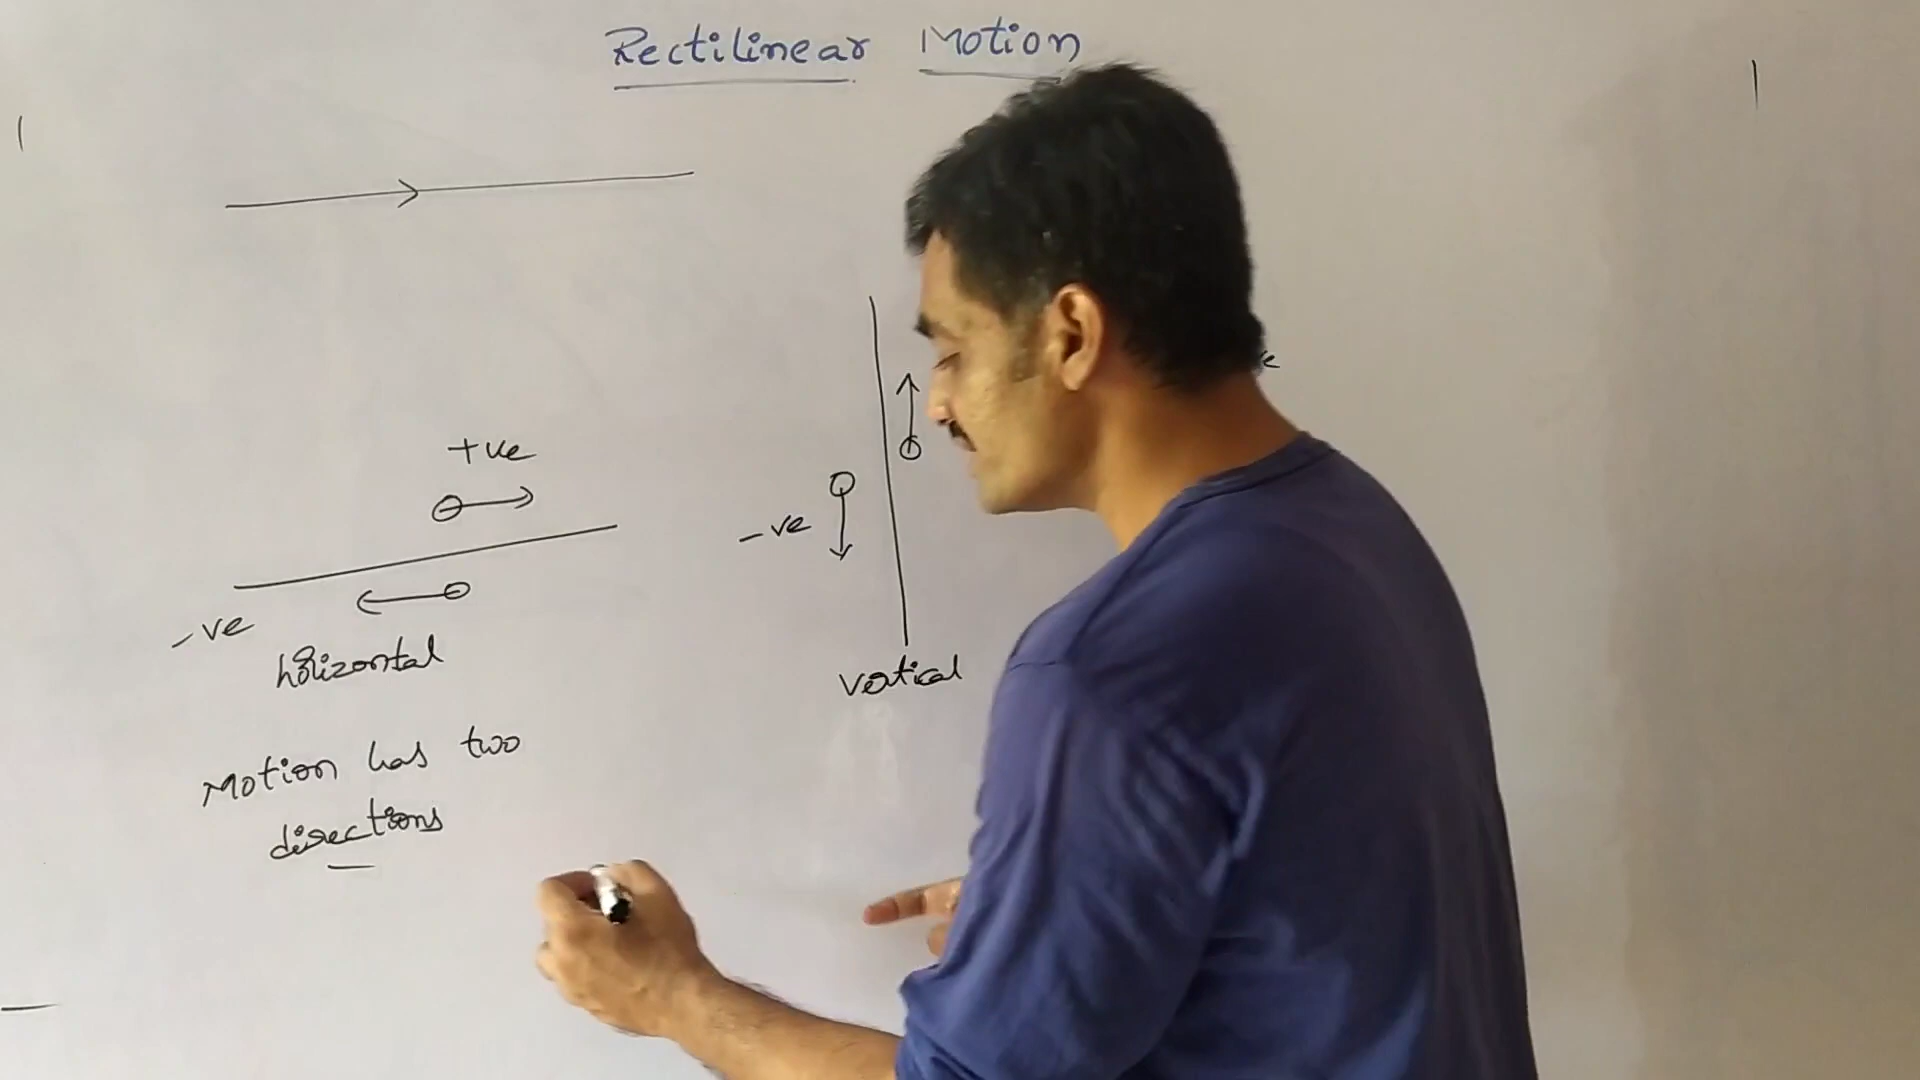 Rectilinear Motion
+ve
-ve
-ve
horizontal
vertical
Motion has two
directions